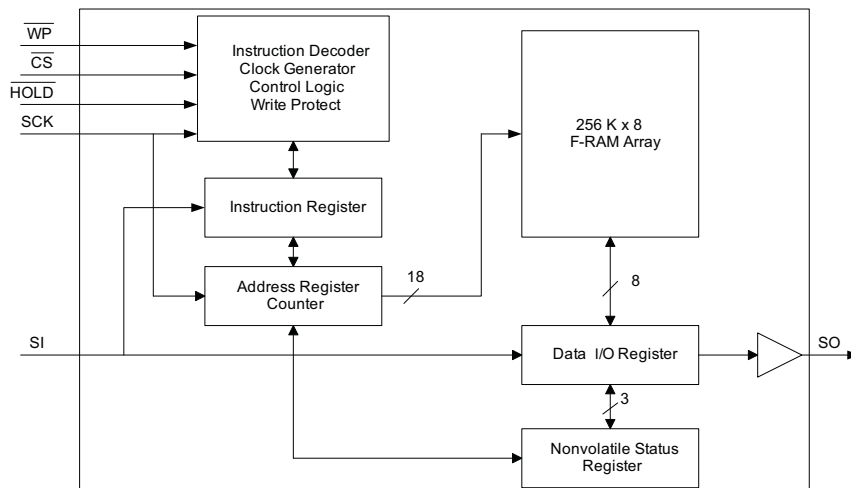 WP
CS
HOLD
SCK
Instruction Decoder
Clock Generator
Control Logic
Write Protect
256 K x 8
F-RAM Array
Instruction Register
Address Register
Counter
18
8
SI
Data I/O Register
SO
3
Nonvolatile Status
Register